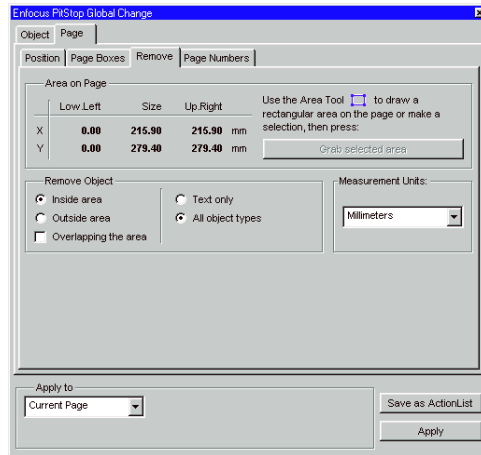 Enfocus PitStop Global Change
Object Page
Position Page Boxes Remove Page Numbers
Area on Page
Low.Left Size Up.Right
X 0.00 215.90 215.90 mm
Y 0.00 279.40 279.40 mm
Use the Area Tool to draw a
rectangular area on the page or make a
selection, then press:
Grab selected area
Remove Object
Inside area
Outside area
Overlapping the area
Text only
All object types
Measurement Units:
Millimeters
Apply to
Current Page
Save as ActionList
Apply